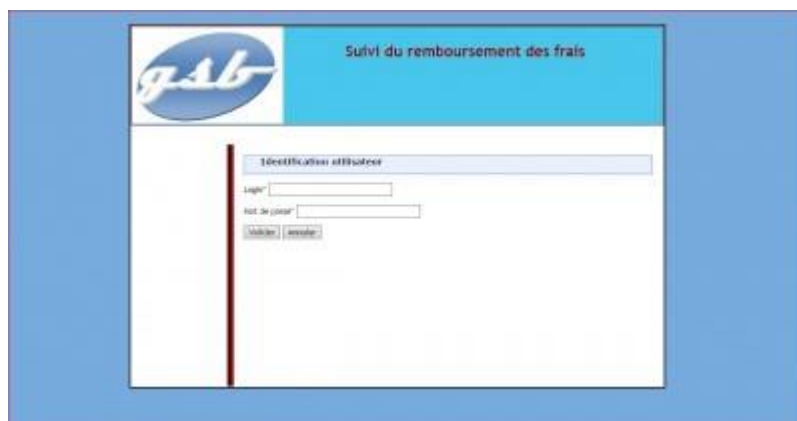 gsb
Suivi du remboursement des frais
Identification utilisateur
Login*
Mot de passe*
Valider Annuler